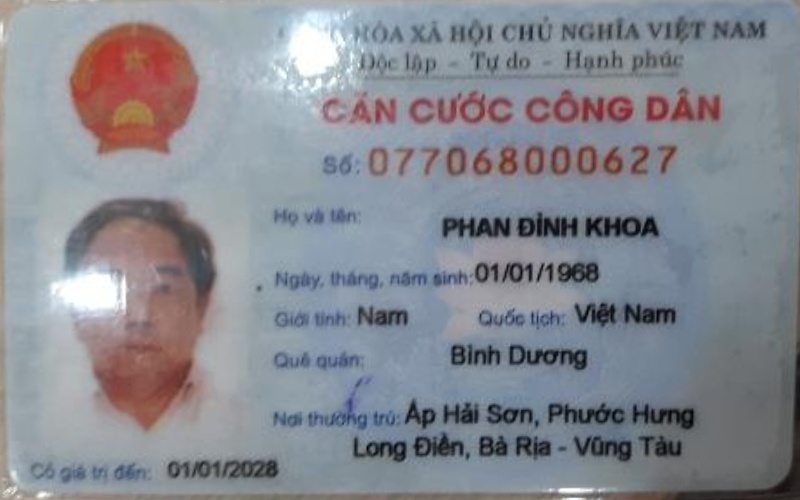 HÒA XÃ HỘI CHỦ NGHĨA VIỆT NAM
Độc lập - Tự do - Hạnh phúc
CĂN CƯỚC CÔNG DÂN
Số: 077068000627
Họ và tên: PHAN ĐÌNH KHOA
Ngày, tháng, năm sinh: 01/01/1968
Giới tính: Nam Quốc tịch: Việt Nam
Quê quán: Bình Dương
Nơi thường trú: Ấp Hải Sơn, Phước Hưng
Long Điền, Bà Rịa - Vũng Tàu
Có giá trị đến: 01/01/2028